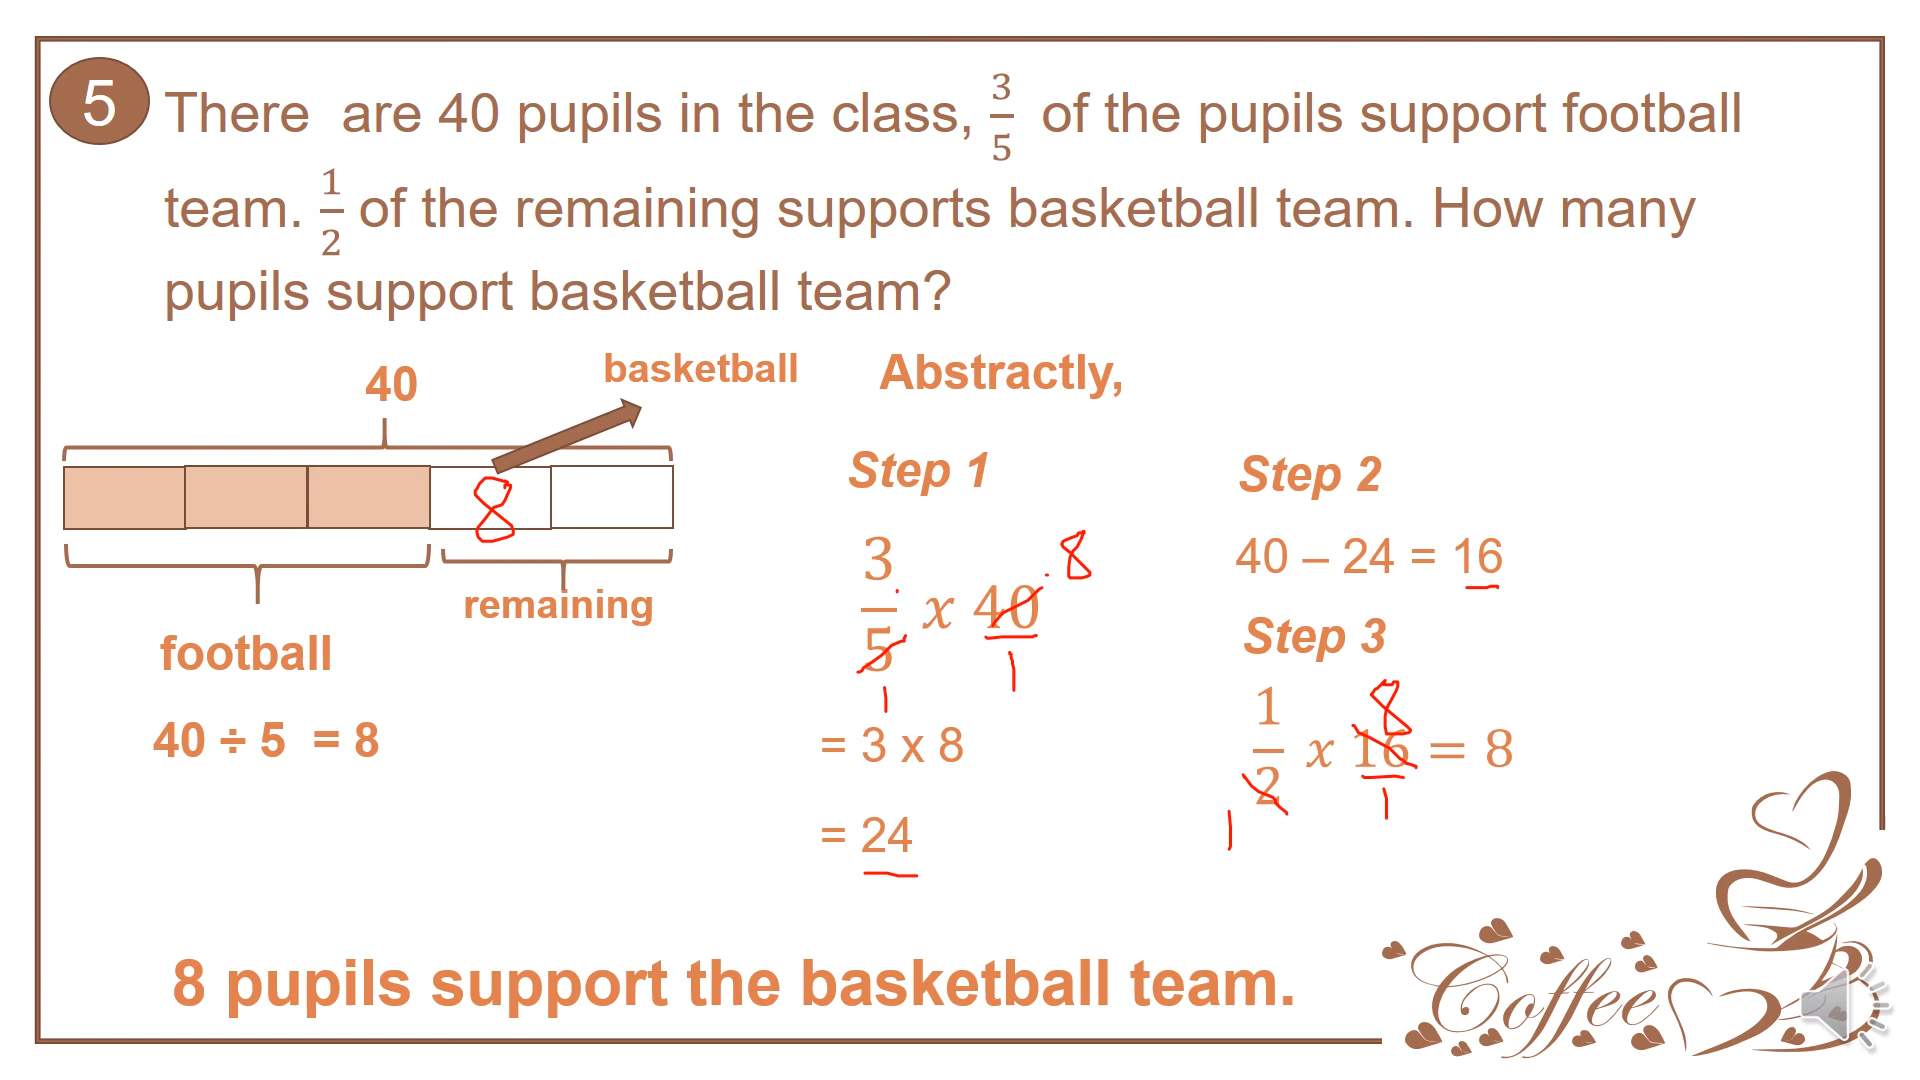 5
There are 40 pupils in the class, 3/5 of the pupils support football
team. 1/2 of the remaining supports basketball team. How many
pupils support basketball team?
40
basketball
8
remaining
football
40 ÷ 5 = 8
Abstractly,
Step 1
3/5 x 40
8
1
1
= 3 x 8
= 24
Step 2
40 – 24 = 16
Step 3
8
1/2 x 16 = 8
1
1
8 pupils support the basketball team.
Coffee